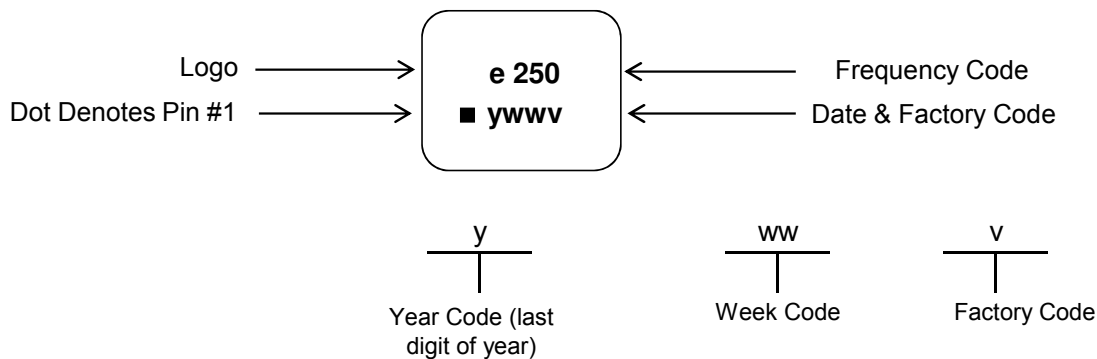 Logo
Dot Denotes Pin #1
e 250
ywwv
Frequency Code
Date & Factory Code
y
Year Code (last
digit of year)
ww
Week Code
v
Factory Code